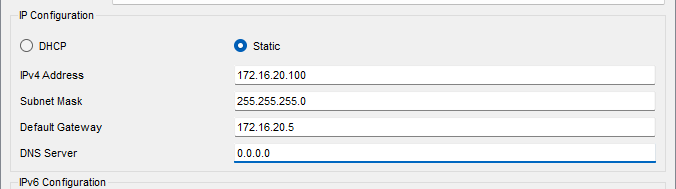 IP Configuration
DHCP Static
IPv4 Address 172.16.20.100
Subnet Mask 255.255.255.0
Default Gateway 172.16.20.5
DNS Server 0.0.0.0
IPv6 Configuration